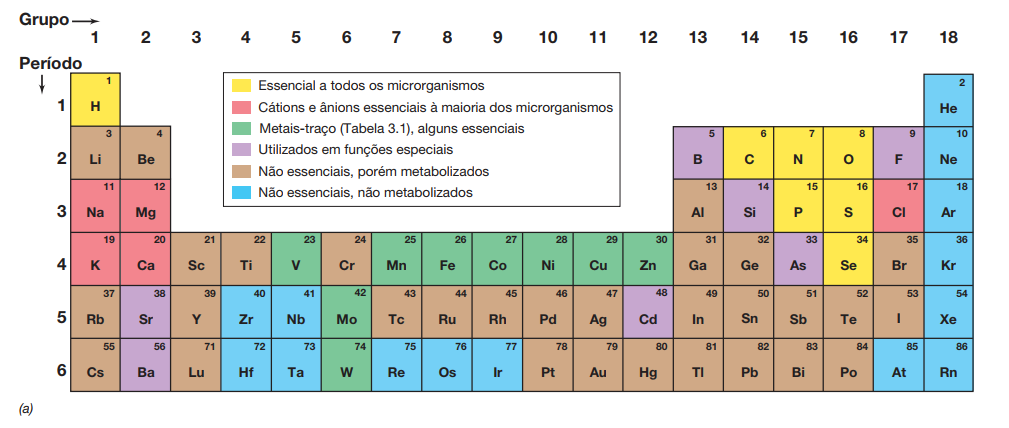 Grupo
1 2 3 4 5 6 7 8 9 10 11 12 13 14 15 16 17 18
Período
Essencial a todos os microrganismos
Cátions e ânions essenciais à maioria dos microrganismos
Metais-traço (Tabela 3.1), alguns essenciais
Utilizados em funções especiais
Não essenciais, porém metabolizados
Não essenciais, não metabolizados
1 2
1 H He
3 4 5 6 7 8 9 10
2 Li Be B C N O F Ne
11 12 13 14 15 16 17 18
3 Na Mg Al Si P S Cl Ar
19 20 21 22 23 24 25 26 27 28 29 30 31 32 33 34 35 36
4 K Ca Sc Ti V Cr Mn Fe Co Ni Cu Zn Ga Ge As Se Br Kr
37 38 39 40 41 42 43 44 45 46 47 48 49 50 51 52 53 54
5 Rb Sr Y Zr Nb Mo Tc Ru Rh Pd Ag Cd In Sn Sb Te I Xe
55 56 71 72 73 74 75 76 77 78 79 80 81 82 83 84 85 86
6 Cs Ba Lu Hf Ta W Re Os Ir Pt Au Hg Tl Pb Bi Po At Rn
(a)